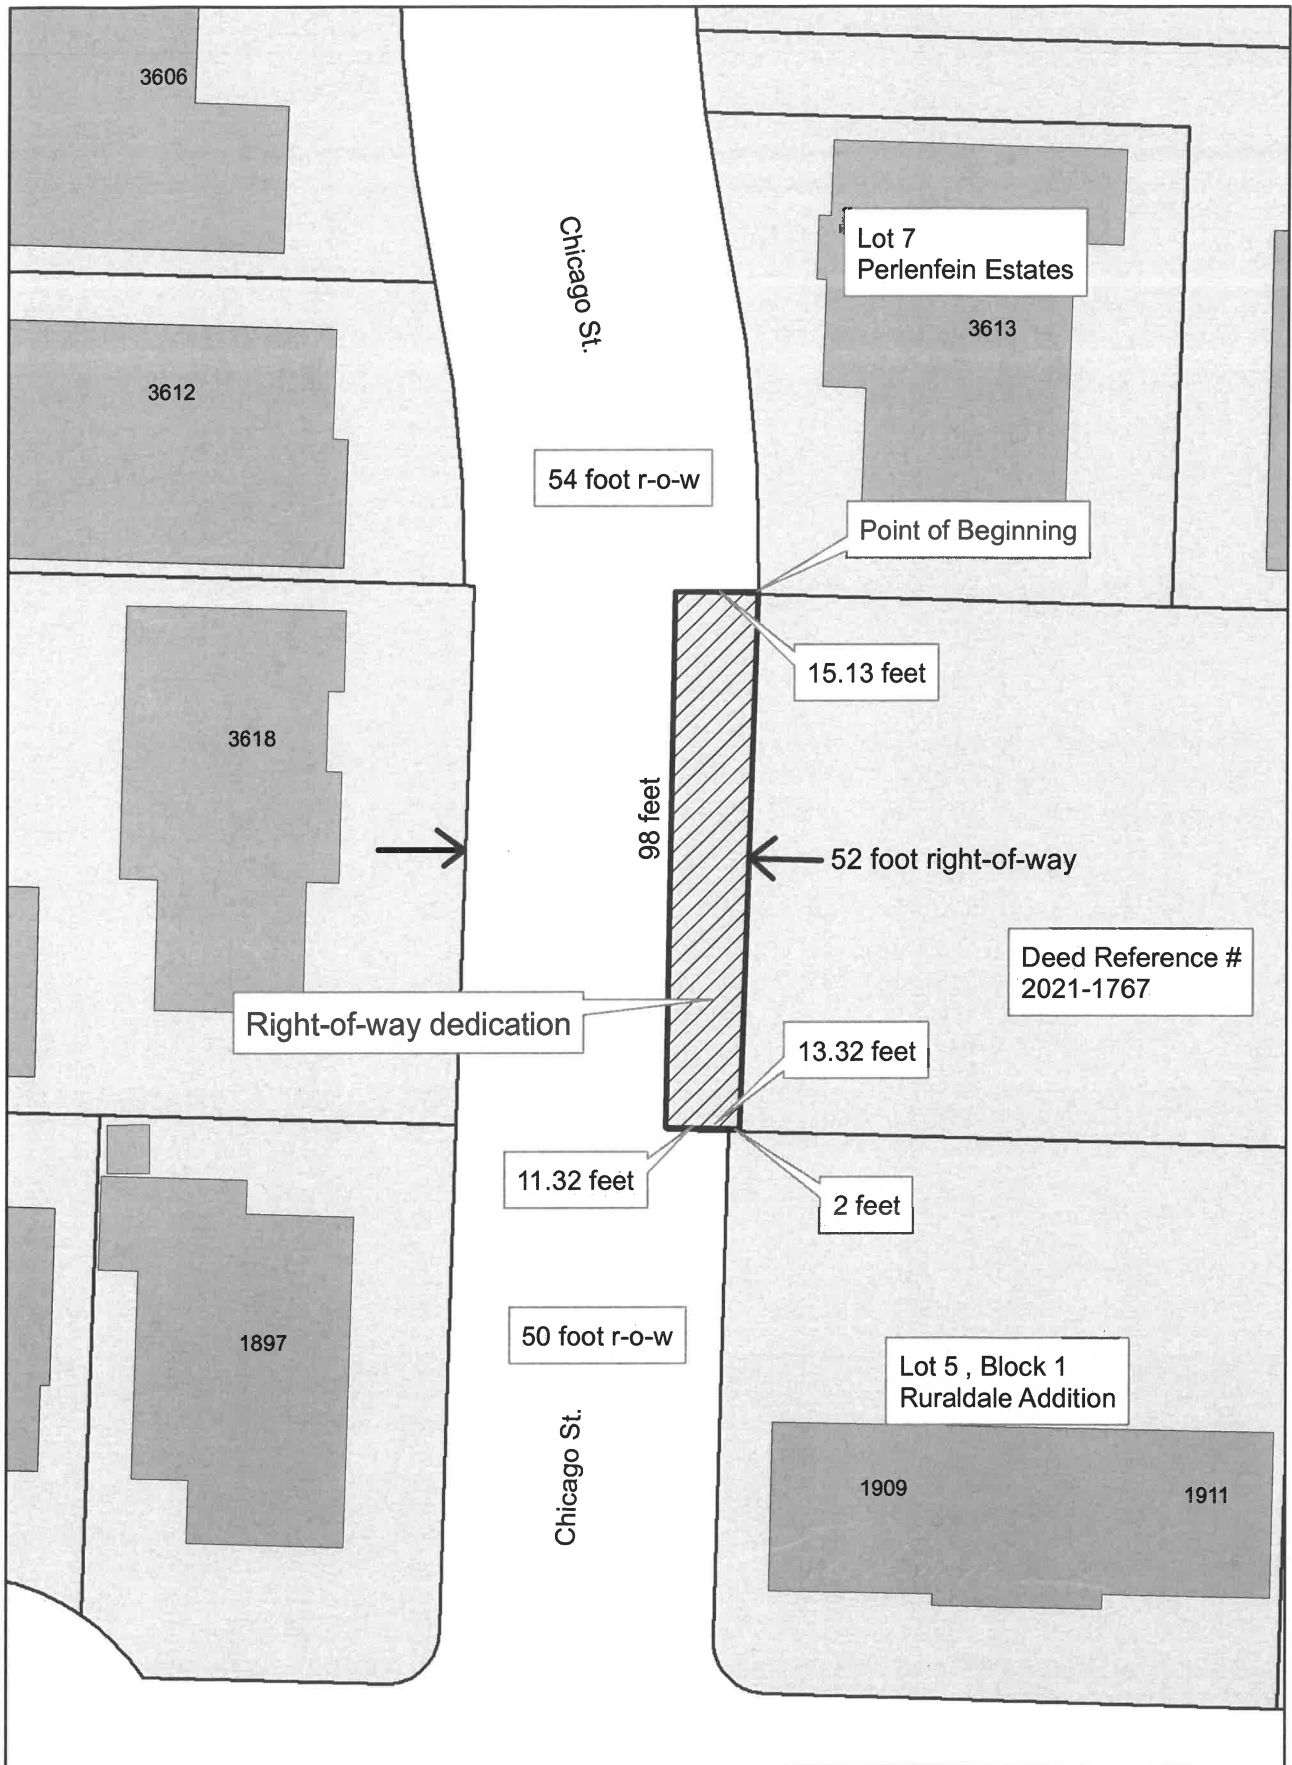 3606
Chicago St.
Lot 7
Perlenfein Estates
3613
3612
54 foot r-o-w
Point of Beginning
15.13 feet
3618
98 feet
52 foot right-of-way
Deed Reference #
2021-1767
Right-of-way dedication
13.32 feet
11.32 feet
2 feet
50 foot r-o-w
1897
Lot 5 , Block 1
Ruraldale Addition
Chicago St.
1909
1911